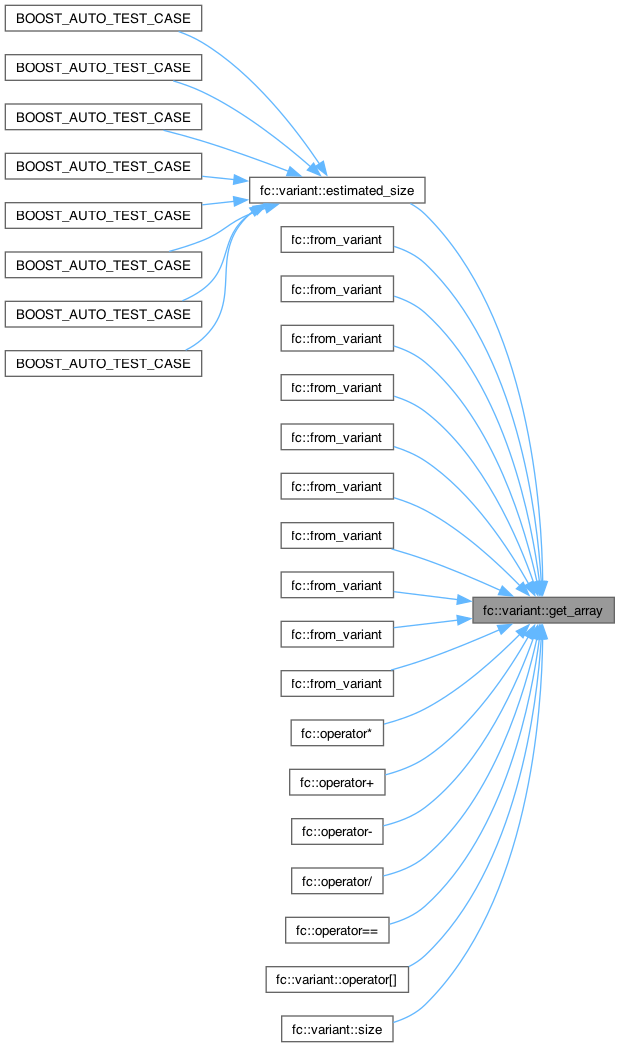 BOOST_AUTO_TEST_CASE
BOOST_AUTO_TEST_CASE
BOOST_AUTO_TEST_CASE
BOOST_AUTO_TEST_CASE
BOOST_AUTO_TEST_CASE
BOOST_AUTO_TEST_CASE
BOOST_AUTO_TEST_CASE
BOOST_AUTO_TEST_CASE
fc::variant::estimated_size
fc::from_variant
fc::from_variant
fc::from_variant
fc::from_variant
fc::from_variant
fc::from_variant
fc::from_variant
fc::from_variant
fc::from_variant
fc::from_variant
fc::operator*
fc::operator+
fc::operator-
fc::operator/
fc::operator==
fc::variant::operator[]
fc::variant::size
fc::variant::get_array